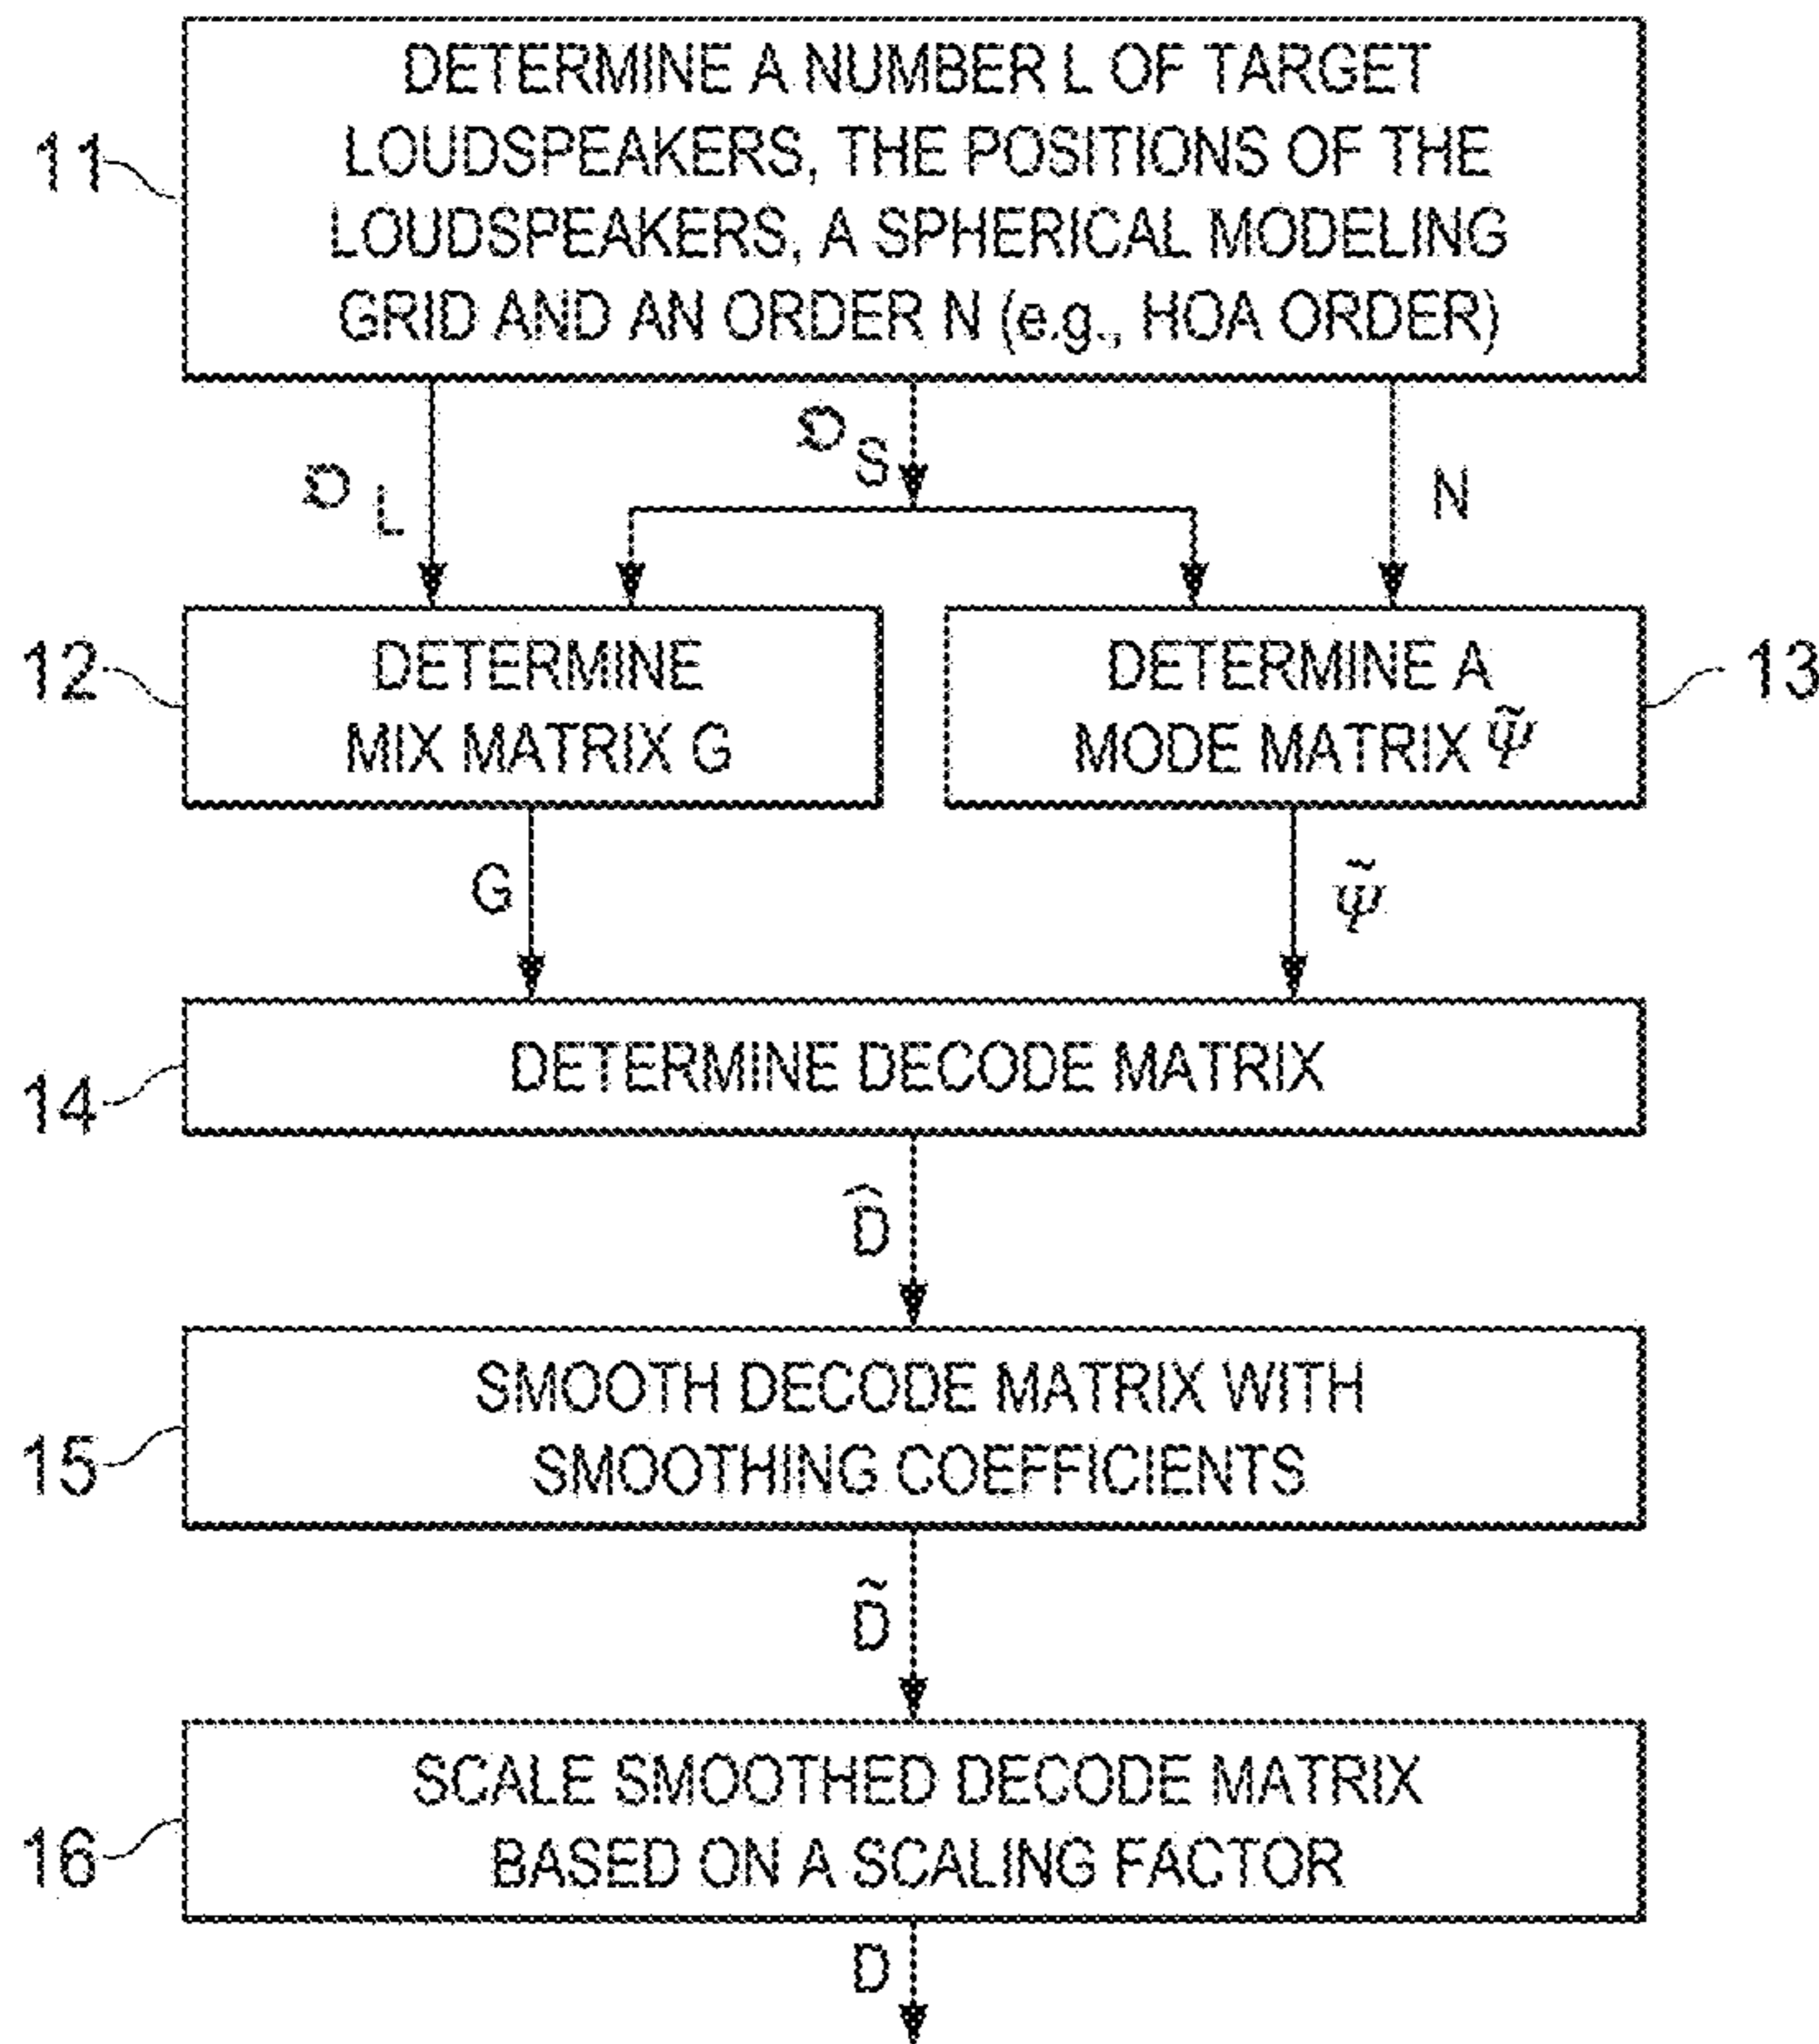 DETERMINE A NUMBER L OF TARGET
LOUDSPEAKERS, THE POSITIONS OF THE
LOUDSPEAKERS, A SPHERICAL MODELING
GRID AND AN ORDER N (e.g., HOA ORDER)
11
L
S
N
DETERMINE
MIX MATRIX G
12
DETERMINE A
MODE MATRIX Ψ̃
13
G
Ψ̃
DETERMINE DECODE MATRIX
14
D̂
SMOOTH DECODE MATRIX WITH
SMOOTHING COEFFICIENTS
15
D̃
SCALE SMOOTHED DECODE MATRIX
BASED ON A SCALING FACTOR
16
D